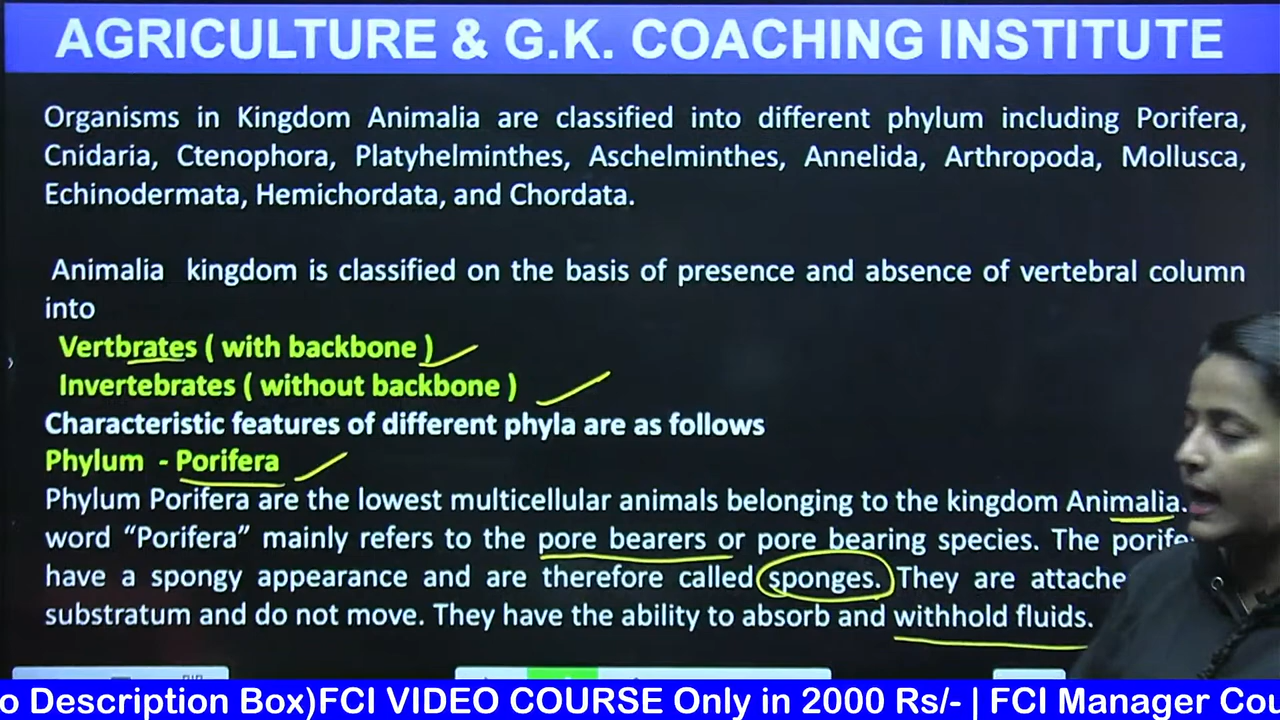 AGRICULTURE & G.K. COACHING INSTITUTE
Organisms in Kingdom Animalia are classified into different phylum including Porifera,
Cnidaria, Ctenophora, Platyhelminthes, Aschelminthes, Annelida, Arthropoda, Mollusca,
Echinodermata, Hemichordata, and Chordata.
Animalia kingdom is classified on the basis of presence and absence of vertebral column
into
Vertbrates ( with backbone )
Invertebrates ( without backbone )
Characteristic features of different phyla are as follows
Phylum - Porifera
Phylum Porifera are the lowest multicellular animals belonging to the kingdom Animalia.
word “Porifera” mainly refers to the pore bearers or pore bearing species. The
have a spongy appearance and are therefore called sponges. They are
substratum and do not move. They have the ability to absorb and withhold fluids.
o Description Box)FCI VIDEO COURSE Only in 2000 Rs/- | FCI Manager Cou